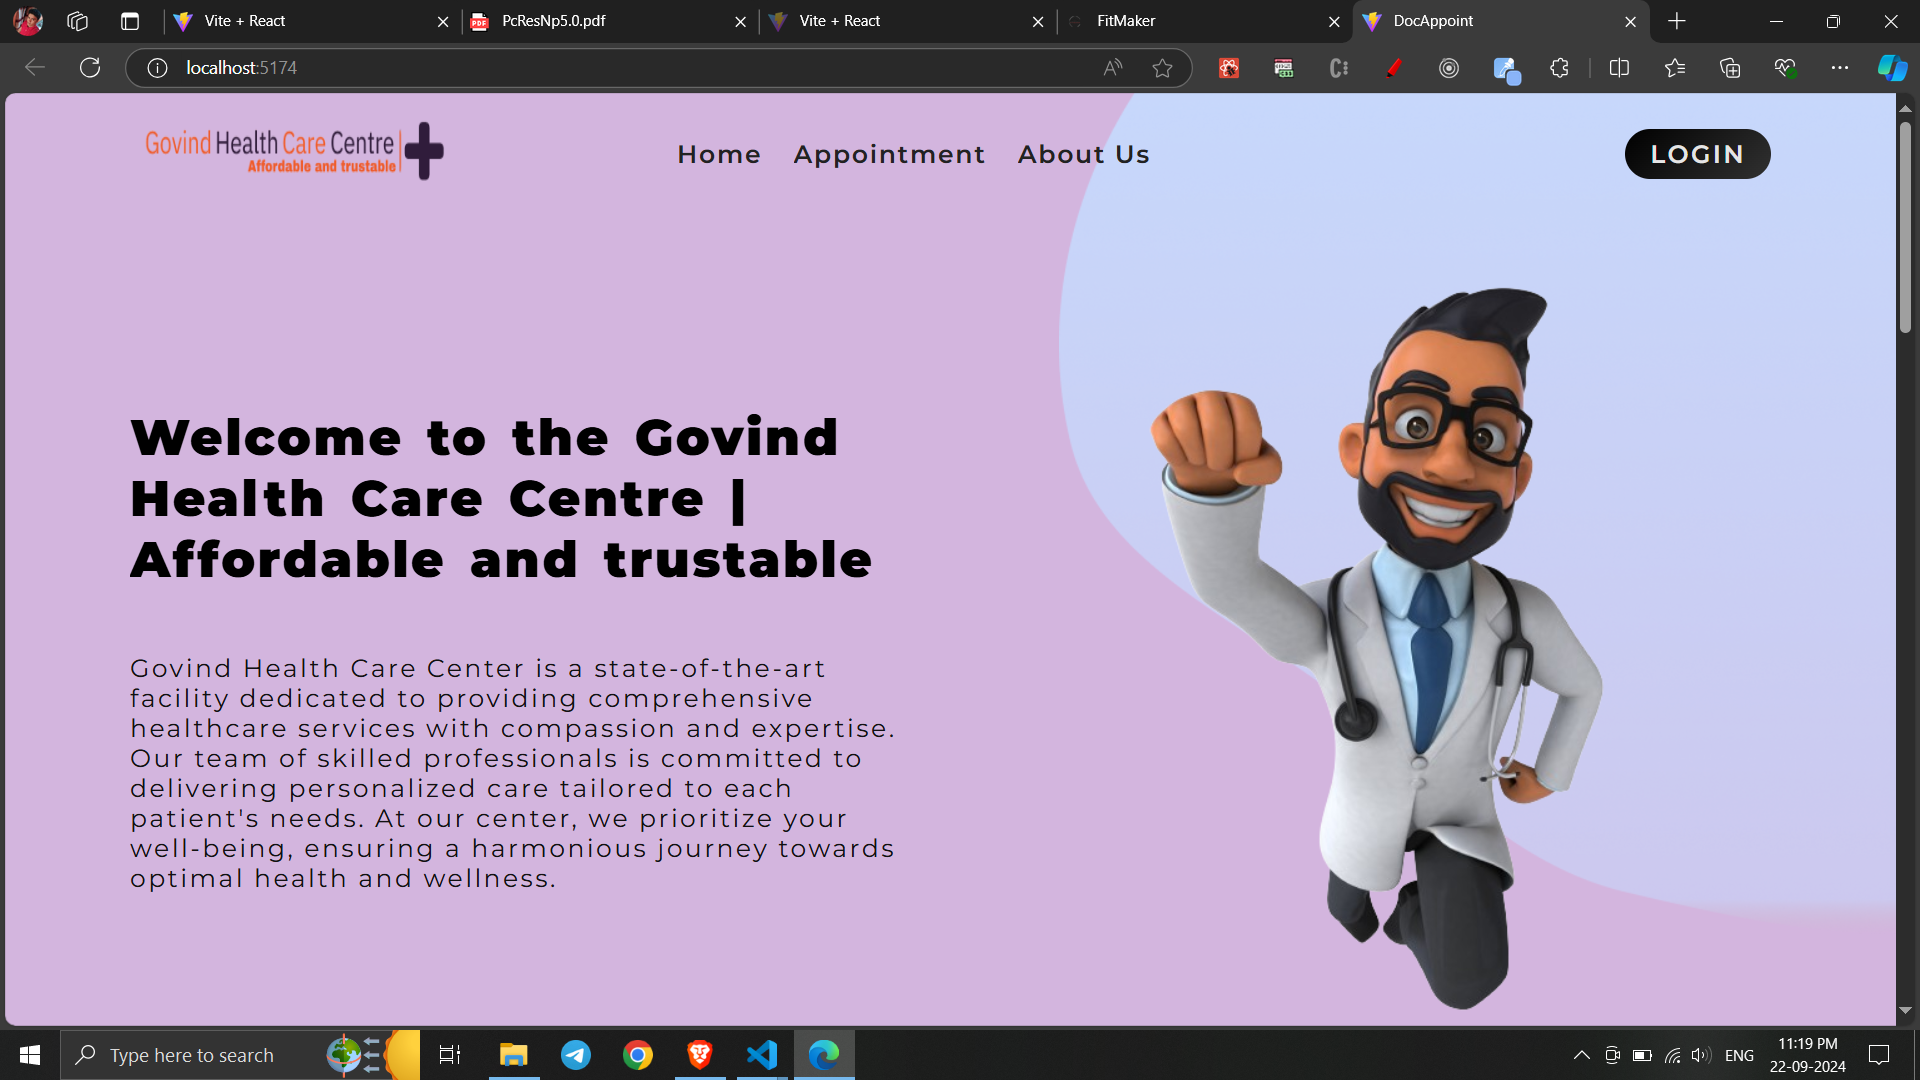 Vite + React
PcResNp5.0.pdf
Vite + React
FitMaker
DocAppoint
localhost:5174
Govind Health Care Centre
Affordable and trustable
Home Appointment About Us
LOGIN
Welcome to the Govind
Health Care Centre |
Affordable and trustable
Govind Health Care Center is a state-of-the-art
facility dedicated to providing comprehensive
healthcare services with compassion and expertise.
Our team of skilled professionals is committed to
delivering personalized care tailored to each
patient's needs. At our center, we prioritize your
well-being, ensuring a harmonious journey towards
optimal health and wellness.
Type here to search
ENG
11:19 PM
22-09-2024